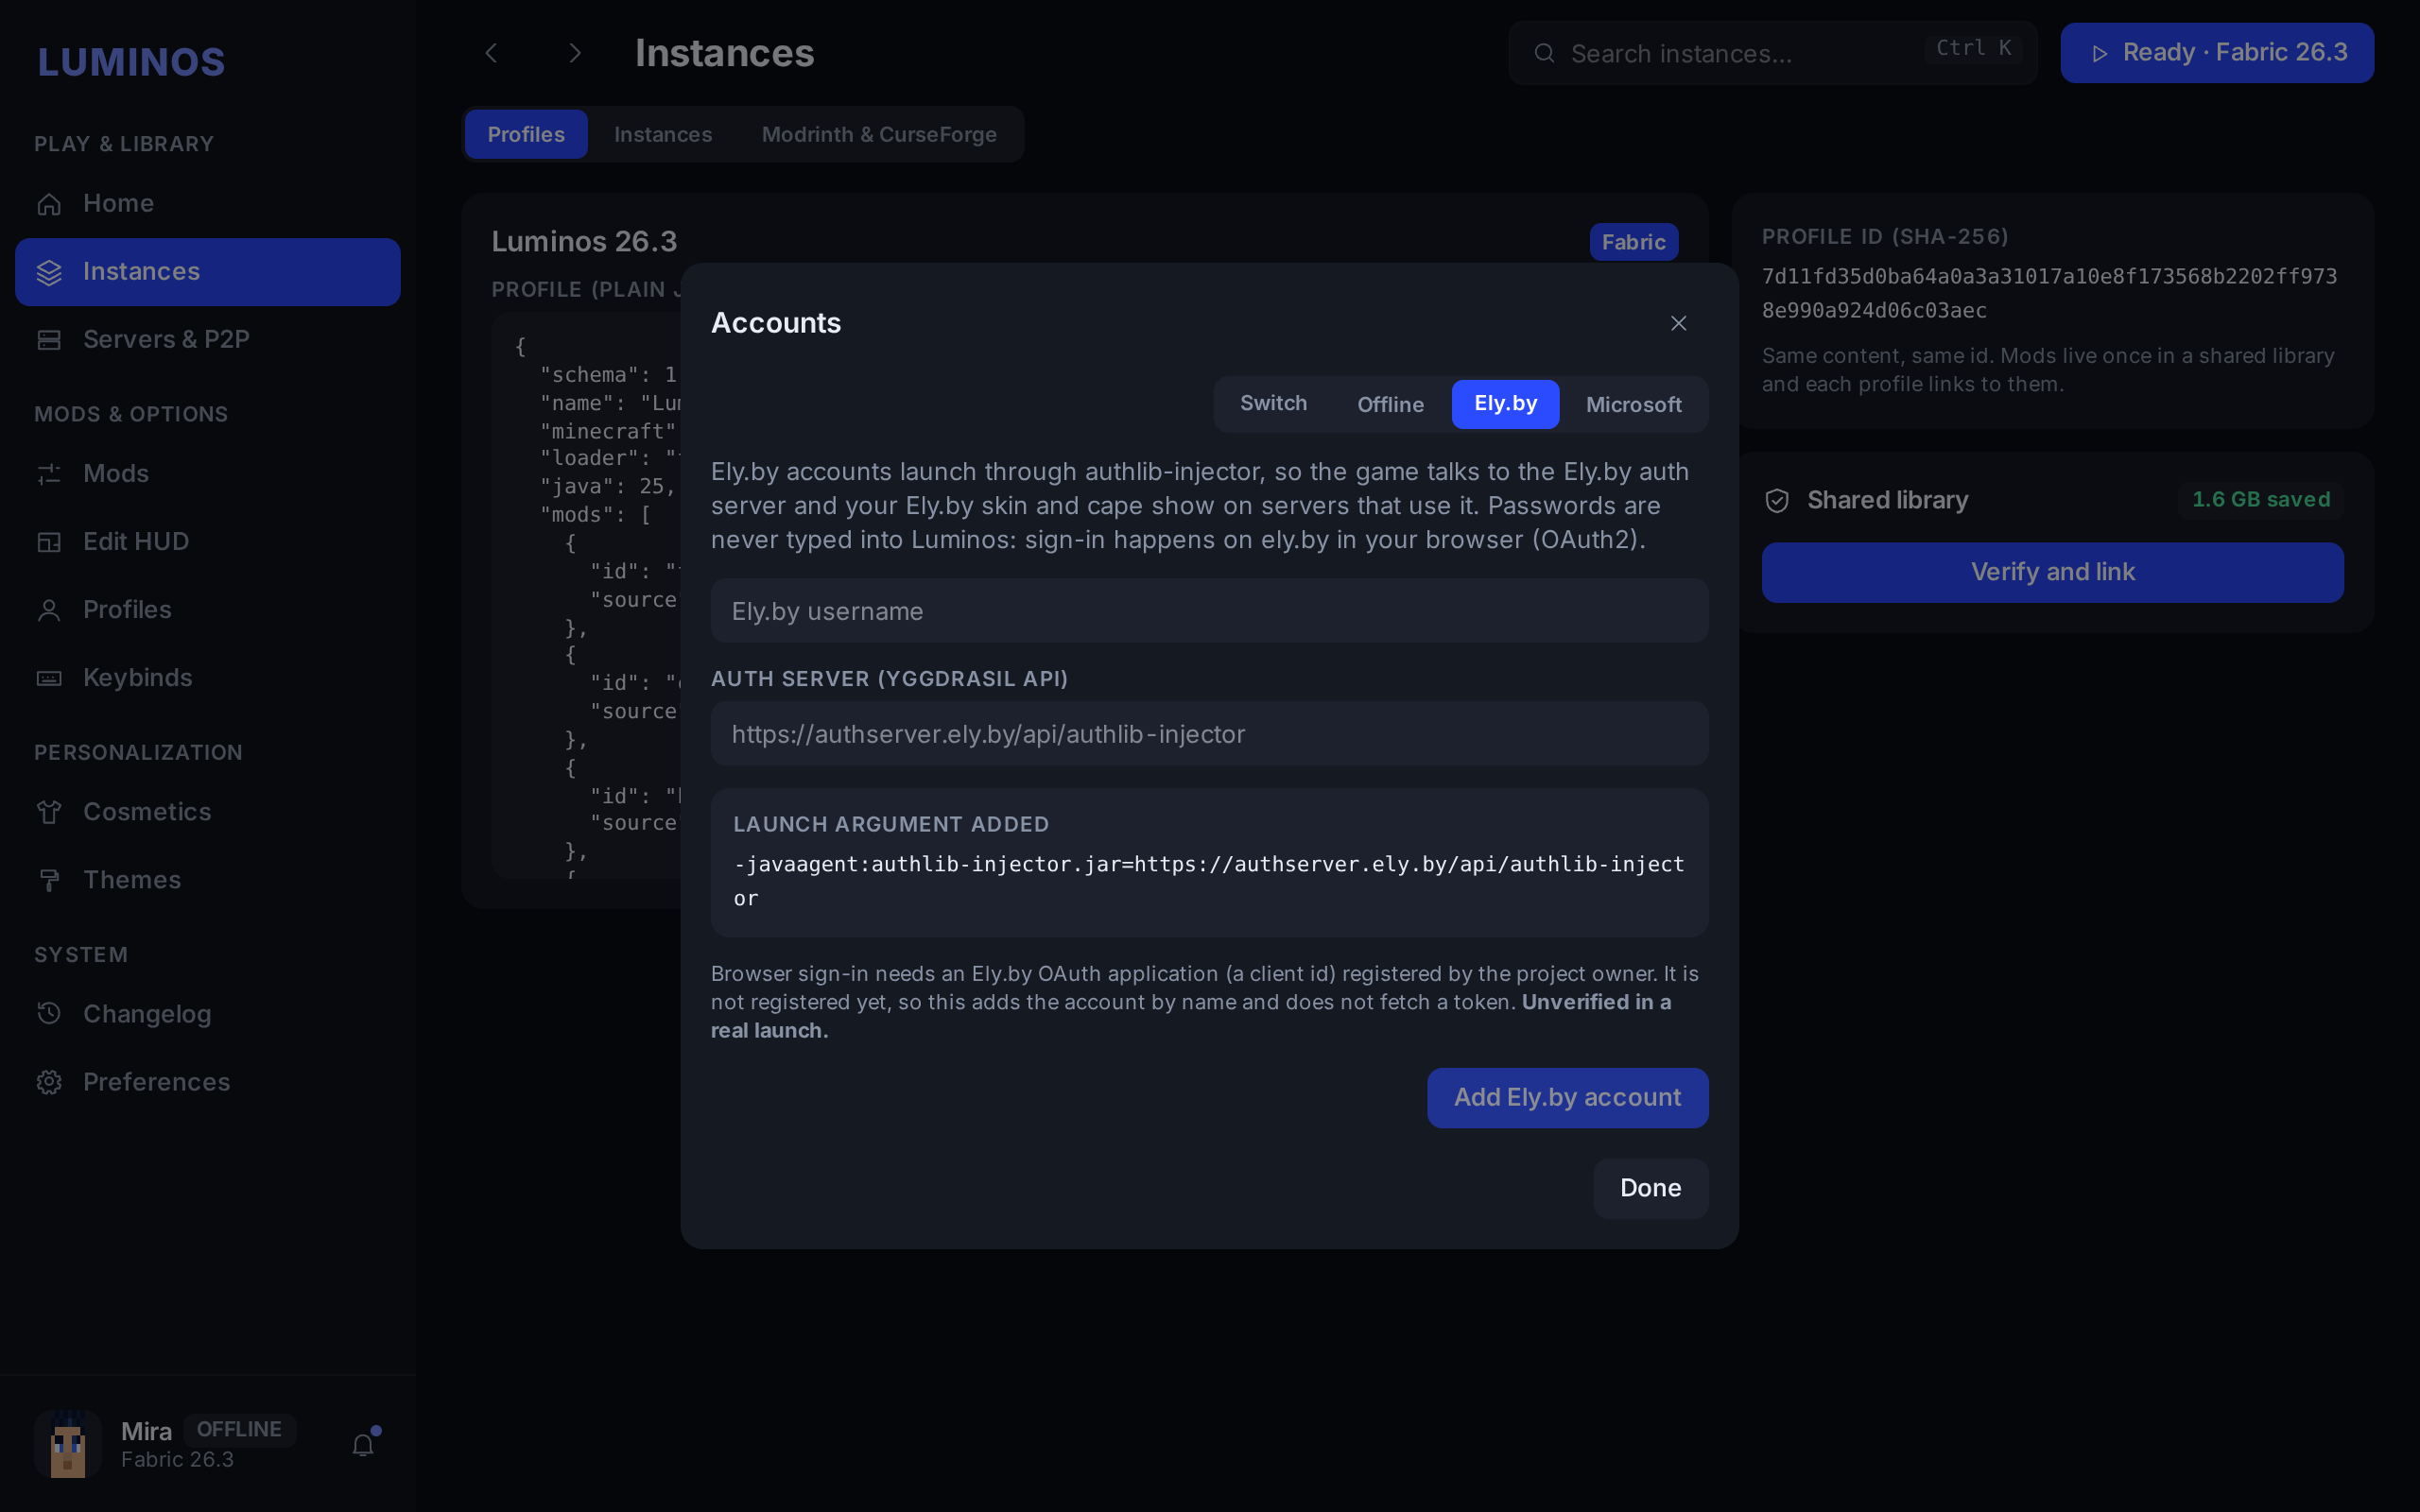 LUMINOS
PLAY & LIBRARY
Home
Instances
Servers & P2P
MODS & OPTIONS
Mods
Edit HUD
Profiles
Keybinds
PERSONALIZATION
Cosmetics
Themes
SYSTEM
Changelog
Preferences
Mira OFFLINE
Fabric 26.3
Instances
Search instances...
Ctrl K
Ready · Fabric 26.3
Profiles
Instances
Modrinth & CurseForge
Luminos 26.3
Fabric
PROFILE (PLAIN
{
"schema": 1
"name":
"minecraft"
"loader":
"java": 25,
"mods": [
{
"id":
"source
},
{
"id":
"source
},
{
"id":
"source
},
{
PROFILE ID (SHA-256)
7d11fd35d0ba64a0a3a31017a10e8f173568b2202ff973
8e990a924d06c03aec
Same content, same id. Mods live once in a shared library
and each profile links to them.
Shared library
1.6 GB saved
Verify and link
Accounts
Switch
Offline
Ely.by
Microsoft
Ely.by accounts launch through authlib-injector, so the game talks to the Ely.by auth
server and your Ely.by skin and cape show on servers that use it. Passwords are
never typed into Luminos: sign-in happens on ely.by in your browser (OAuth2).
Ely.by username
AUTH SERVER (YGGDRASIL API)
https://authserver.ely.by/api/authlib-injector
LAUNCH ARGUMENT ADDED
-javaagent:authlib-injector.jar=https://authserver.ely.by/api/authlib-inject
or
Browser sign-in needs an Ely.by OAuth application (a client id) registered by the project owner. It is
not registered yet, so this adds the account by name and does not fetch a token. Unverified in a
real launch.
Add Ely.by account
Done